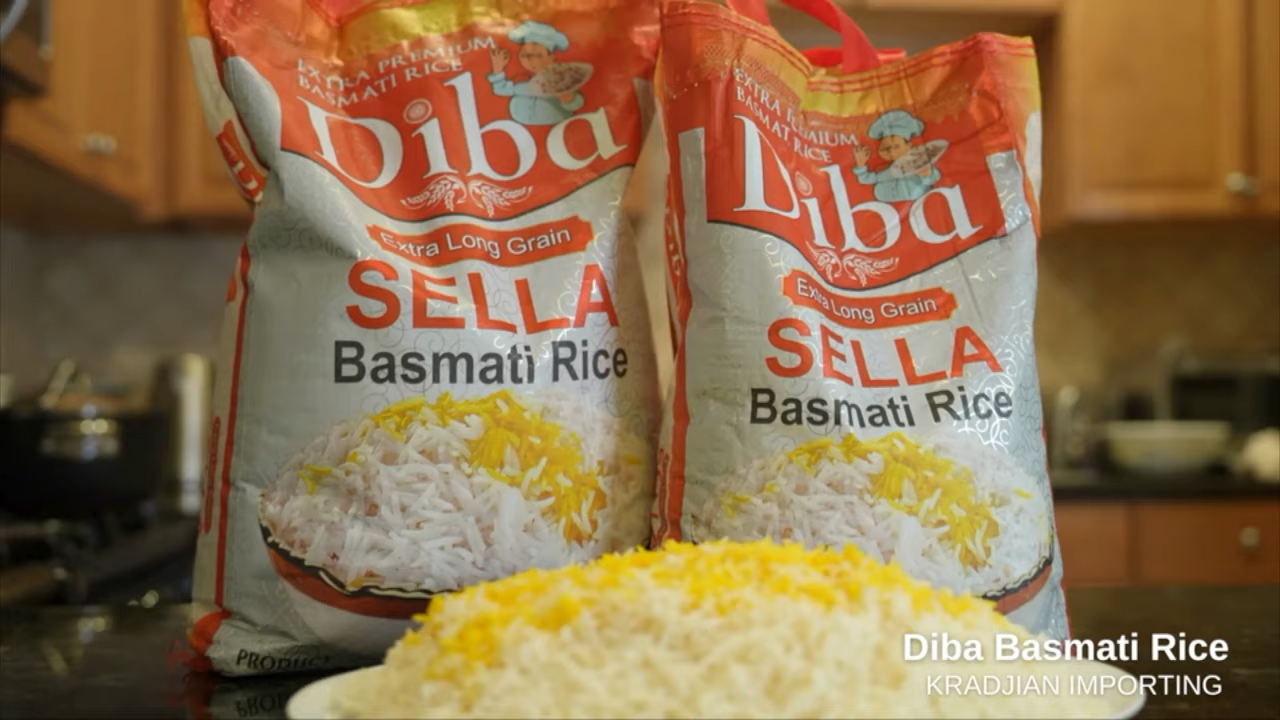 EXTRA PREMIUM
BASMATI RICE
Diba
Extra Long Grain
SELLA
Basmati Rice
PRODUCT
EXTRA PREMIUM
BASMATI RICE
Diba
Extra Long Grain
SELLA
Basmati Rice
Diba Basmati Rice
KRADJIAN IMPORTING